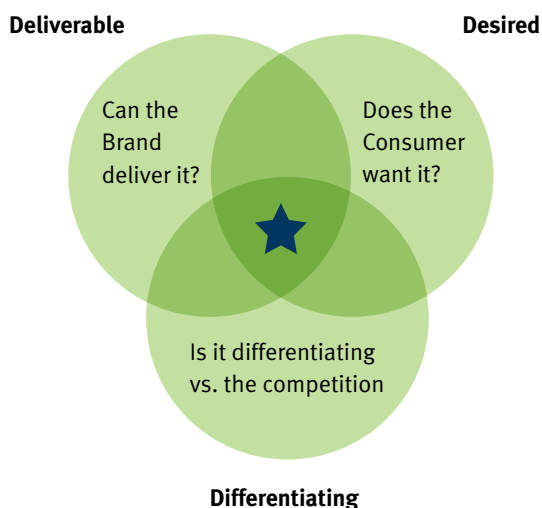 Deliverable
Desired
Can the
Brand
deliver it?
Does the
Consumer
want it?
Is it differentiating
vs. the competition
Differentiating